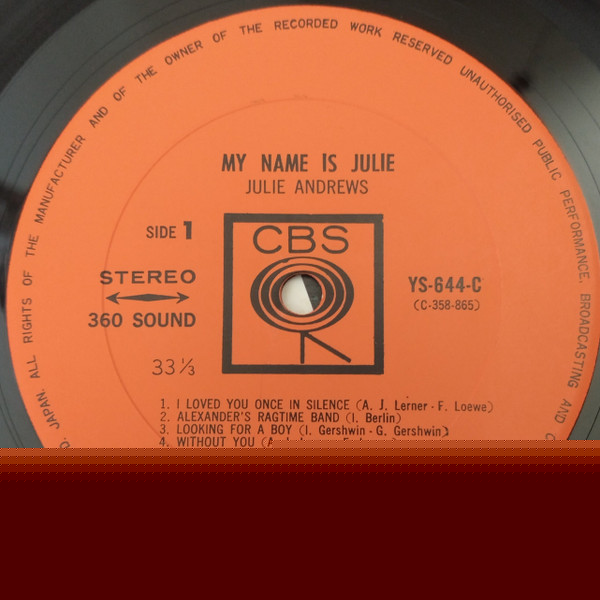 D. JAPAN. ALL RIGHTS OF THE MANUFACTURER AND OF THE OWNER OF THE RECORDED WORK RESERVED UNAUTHORISED PUBLIC PERFORMANCE, BROADCASTING AND
MY NAME IS JULIE
JULIE ANDREWS
SIDE 1
CBS
STEREO
360 SOUND
YS-644-C
(C-358-865)
33 1/3
1. I LOVED YOU ONCE IN SILENCE (A. J. Lerner - F. Loewe)
2. ALEXANDER'S RAGTIME BAND (I. Berlin)
3. LOOKING FOR A BOY (I. Gershwin - G. Gershwin)
4. WITHOUT YOU